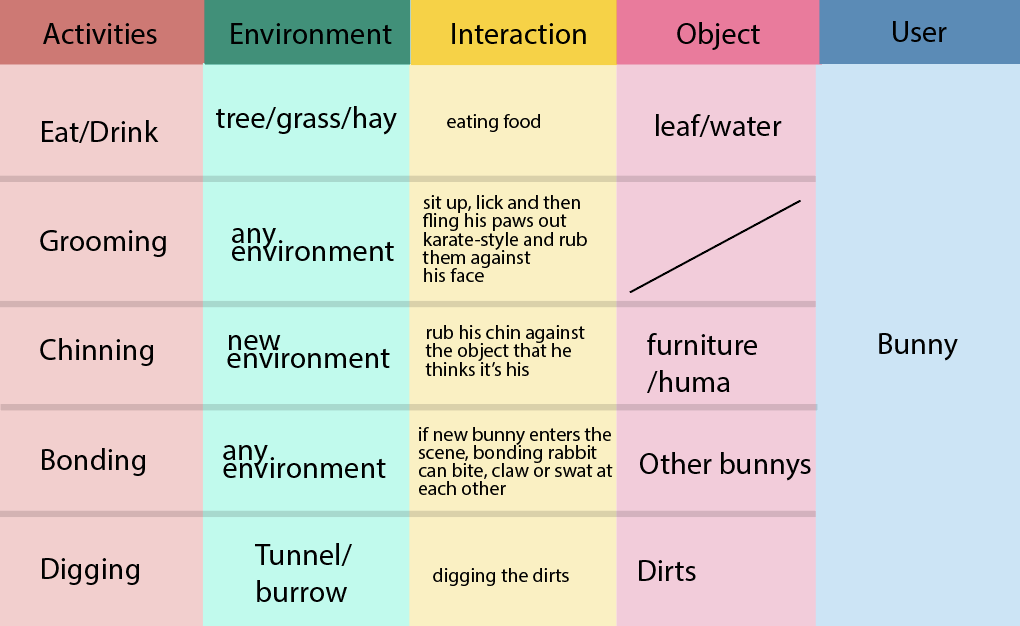 Activities
Environment
Interaction
Object
User
Eat/Drink
tree/grass/hay
eating food
leaf/water
Grooming
any
environment
sit up, lick and then
fling his paws out
karate-style and rub
them against
his face
Chinning
new
environment
rub his chin against
the object that he
thinks it's his
furniture
/huma
Bunny
Bonding
any
environment
if new bunny enters the
scene, bonding rabbit
can bite, claw or swat at
each other
Other bunnys
Digging
Tunnel/
burrow
digging the dirts
Dirts